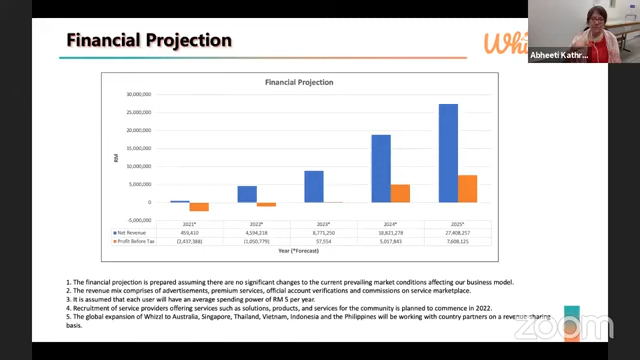 Financial Projection
Whi
Abheeti Kathr...
Financial Projection
30,000,000
25,000,000
20,000,000
15,000,000
10,000,000
5,000,000
0
-5,000,000
RM
2021* 2022* 2023* 2024* 2025*
Net Revenue 459,410 4,594,218 8,771,250 18,821,278 27,408,257
Profit Before Tax (2,437,388) (1,050,779) 57,554 5,017,843 7,608,125
Year (*Forecast)
1. The financial projection is prepared assuming there are no significant changes to the current prevailing market conditions affecting our business model.
2. The revenue mix comprises of advertisements, premium services, official account verifications and commissions on service marketplace.
3. It is assumed that each user will have an average spending power of RM 5 per year.
4. Recruitment of service providers offering services such as solutions, products, and services for the community is planned to commence in 2022.
5. The global expansion of Whizzl to Australia, Singapore, Thailand, Vietnam, Indonesia and the Philippines will be working with country partners on a revenue-sharing
basis.
zoom